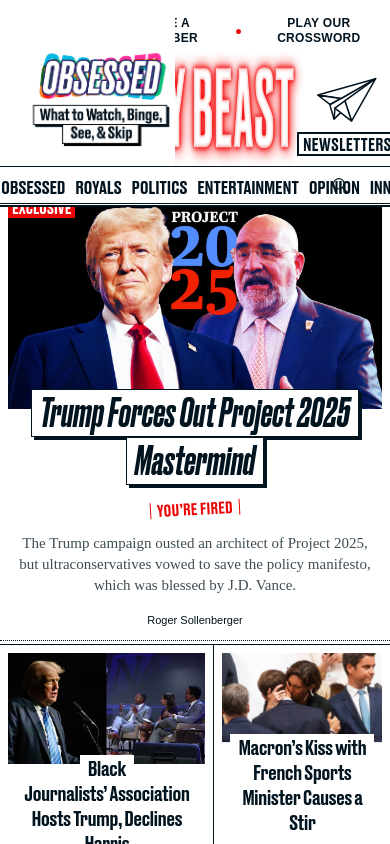 PLAY OUR
CROSSWORD
OBSESSED
What to Watch, Binge,
See, & Skip
BEAST
NEWSLETTERS
OBSESSED ROYALS POLITICS ENTERTAINMENT OPINION
EXCLUSIVE
PROJECT
20
25
Trump Forces Out Project 2025
Mastermind
YOU'RE FIRED
The Trump campaign ousted an architect of Project 2025,
but ultraconservatives vowed to save the policy manifesto,
which was blessed by J.D. Vance.
Roger Sollenberger
Black
Journalists' Association
Hosts Trump, Declines
Harris
Macron's Kiss with
French Sports
Minister Causes a
Stir